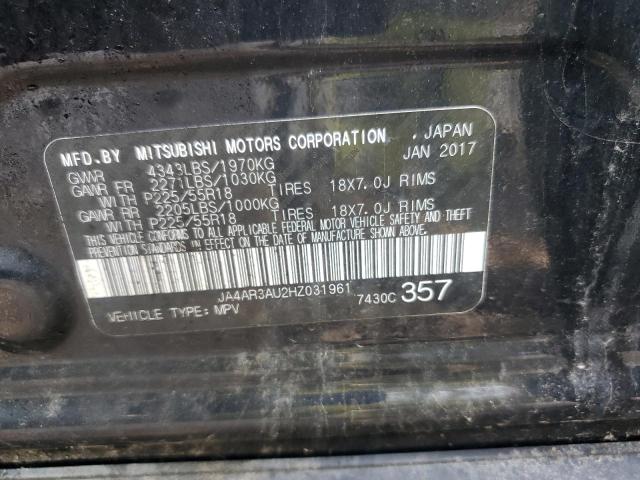 MFD.BY MITSUBISHI MOTORS CORPORATION , JAPAN
GVWR 4343LBS/1970KG JAN 2017
GAWR FR 2271LBS/1030KG
WITH P225/55R18 TIRES 18X7.0J RIMS
GAWR RR 2205LBS/1000KG
WITH P225/55R18 TIRES 18X7.0J RIMS
THIS VEHICLE CONFORMS TO ALL APPLICABLE FEDERAL MOTOR VEHICLE SAFETY AND THEFT
PREVENTION STANDARDS IN EFFECT ON THE DATE OF MANUFACTURE SHOWN ABOVE.
JA4AR3AU2HZ031961
VEHICLE TYPE: MPV 7430C 357